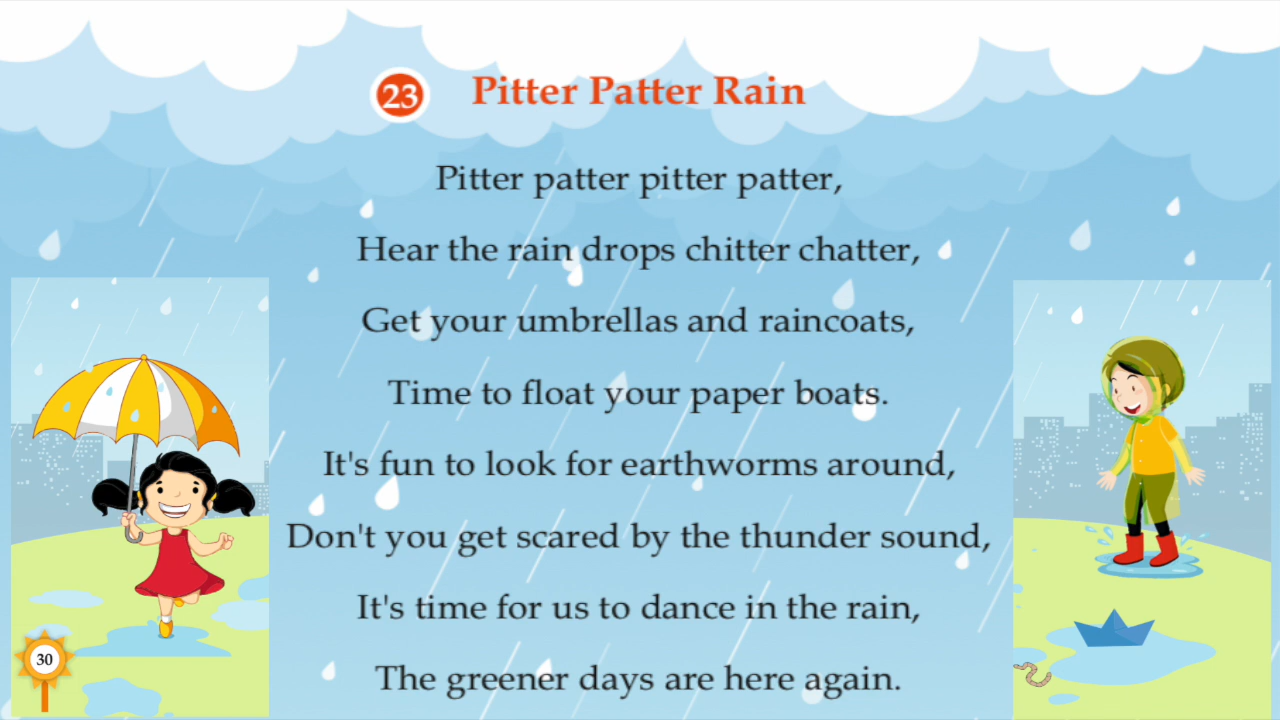 23 Pitter Patter Rain
Pitter patter pitter patter,
Hear the rain drops chitter chatter,
Get your umbrellas and raincoats,
Time to float your paper boats.
It's fun to look for earthworms around,
Don't you get scared by the thunder sound,
It's time for us to dance in the rain,
The greener days are here again.
30